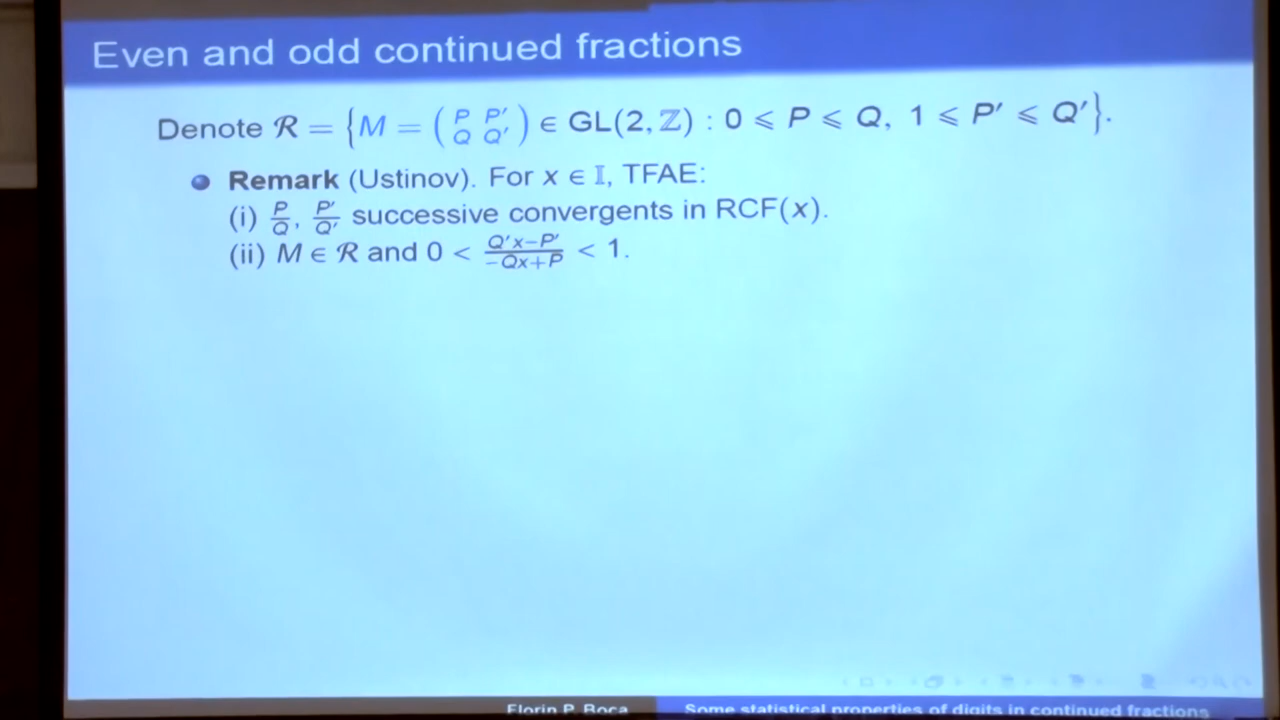 Even and odd continued fractions
Denote ℛ = {M = (P P′ Q Q′) ∈ GL(2, ℤ) : 0 ⩽ P ⩽ Q, 1 ⩽ P′ ⩽ Q′}.
Remark (Ustinov). For x ∈ 𝕀, TFAE:
(i) P/Q, P′/Q′ successive convergents in RCF(x).
(ii) M ∈ ℛ and 0 < (Q′x−P′)/(−Qx+P) < 1.
Florin P. Boca Some statistical properties of digits in continued fractions